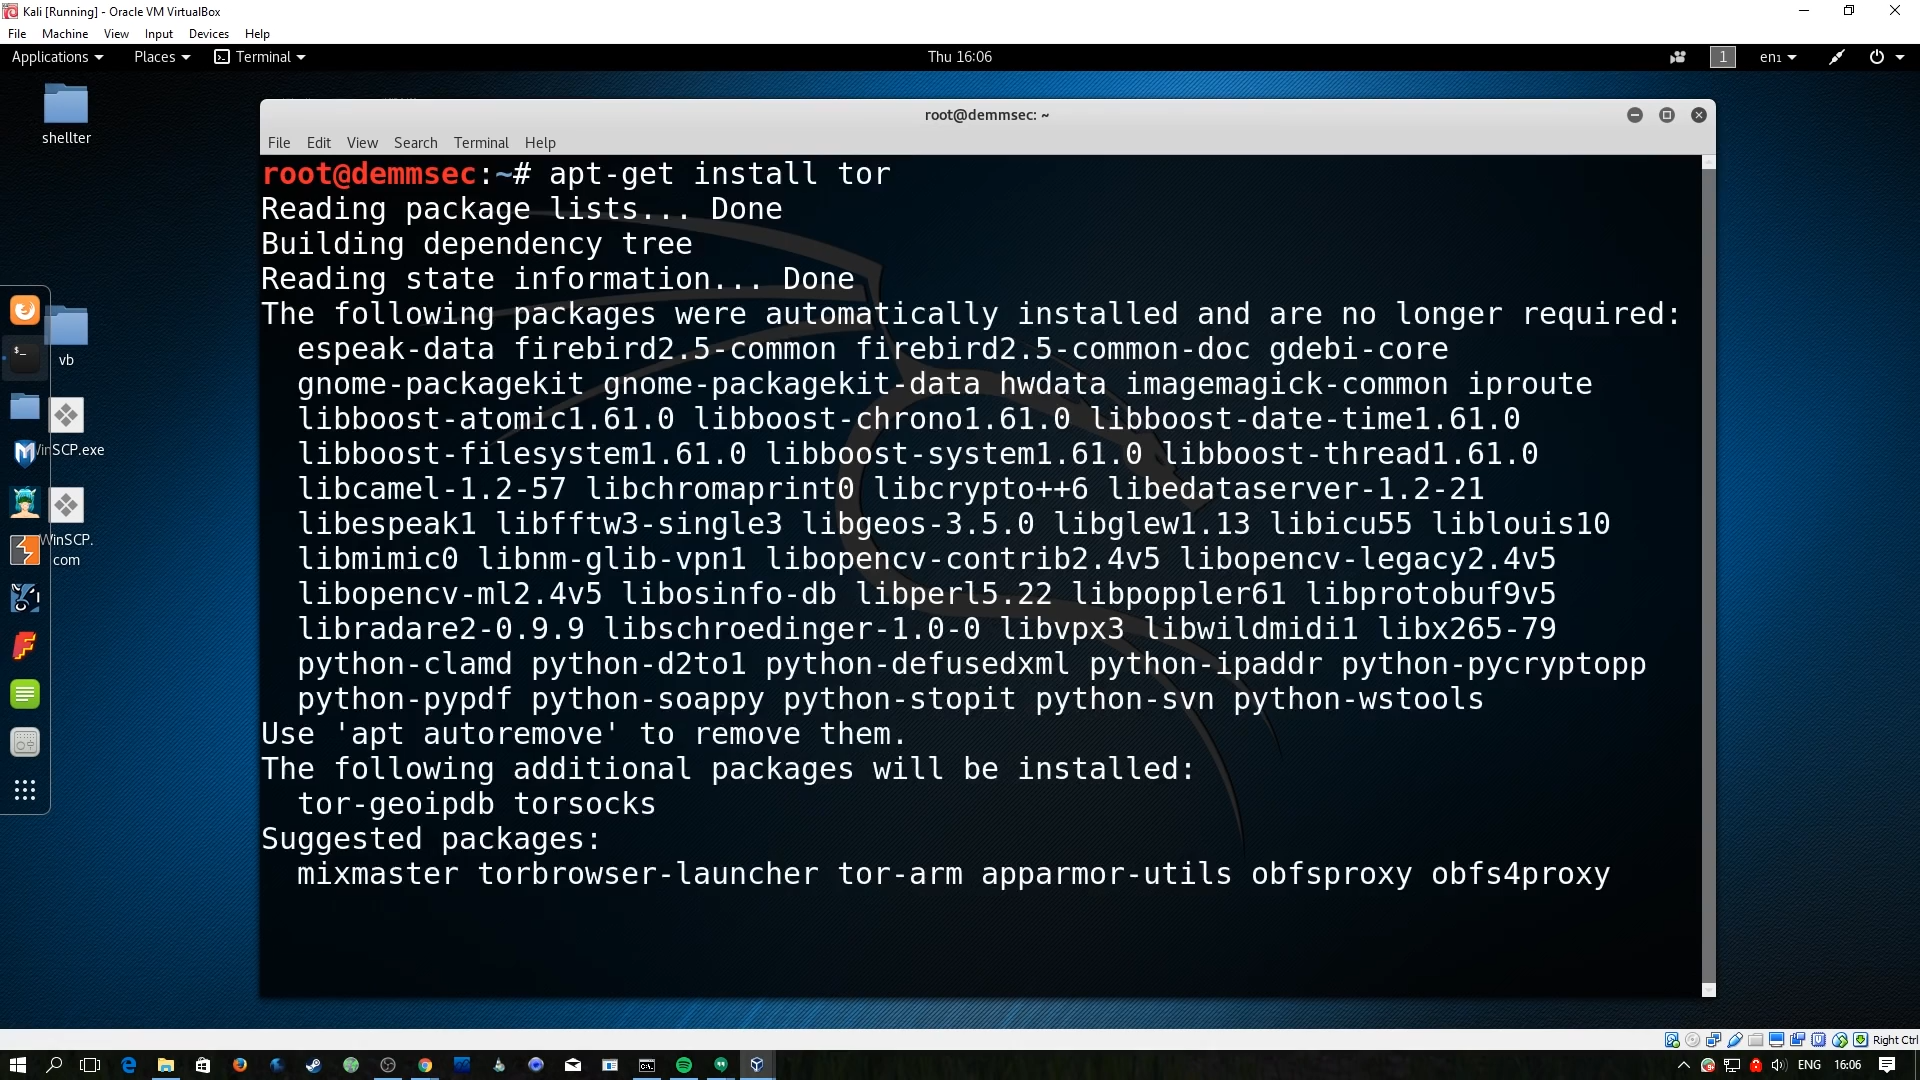 Kali [Running] - Oracle VM VirtualBox
File Machine View Input Devices Help
Applications Places Terminal Thu 16:06 1 en₁
shellter
vb
WinSCP.
com
root@demmsec: ~
File Edit View Search Terminal Help
root@demmsec:~# apt-get install tor
Reading package lists... Done
Building dependency tree
Reading state information... Done
The following packages were automatically installed and are no longer required:
espeak-data firebird2.5-common firebird2.5-common-doc gdebi-core
gnome-packagekit gnome-packagekit-data hwdata imagemagick-common iproute
libboost-atomic1.61.0 libboost-chrono1.61.0 libboost-date-time1.61.0
libboost-filesystem1.61.0 libboost-system1.61.0 libboost-thread1.61.0
libcamel-1.2-57 libchromaprint0 libcrypto++6 libedataserver-1.2-21
libespeak1 libfftw3-single3 libgeos-3.5.0 libglew1.13 libicu55 liblouis10
libmimic0 libnm-glib-vpn1 libopencv-contrib2.4v5 libopencv-legacy2.4v5
libopencv-ml2.4v5 libosinfo-db libperl5.22 libpoppler61 libprotobuf9v5
libradare2-0.9.9 libschroedinger-1.0-0 libvpx3 libwildmidi1 libx265-79
python-clamd python-d2to1 python-defusedxml python-ipaddr python-pycryptopp
python-pypdf python-soappy python-stopit python-svn python-wstools
Use 'apt autoremove' to remove them.
The following additional packages will be installed:
tor-geoipdb torsocks
Suggested packages:
mixmaster torbrowser-launcher tor-arm apparmor-utils obfsproxy obfs4proxy
Right Ctrl
ENG 16:06